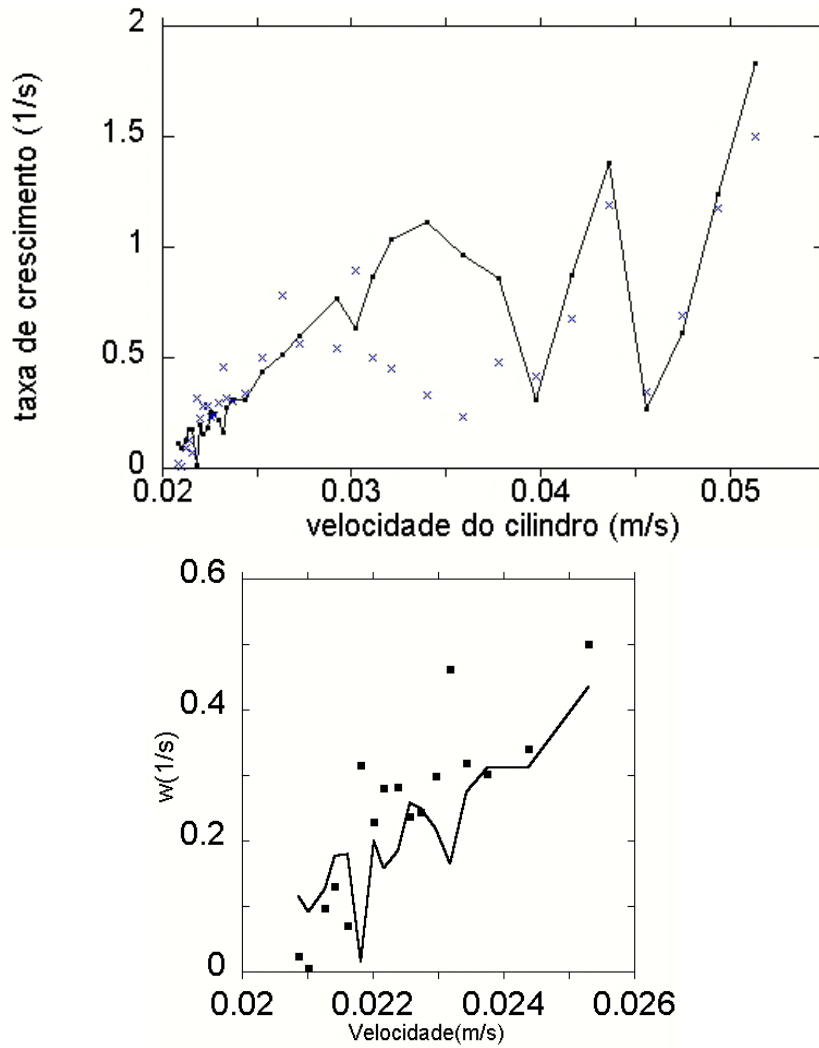 2
1.5
1
0.5
0
taxa de crescimento (1/s)
0.02 0.03 0.04 0.05
velocidade do cilindro (m/s)
0.6
0.4
0.2
0
w(1/s)
0.02 0.022 0.024 0.026
Velocidade(m/s)